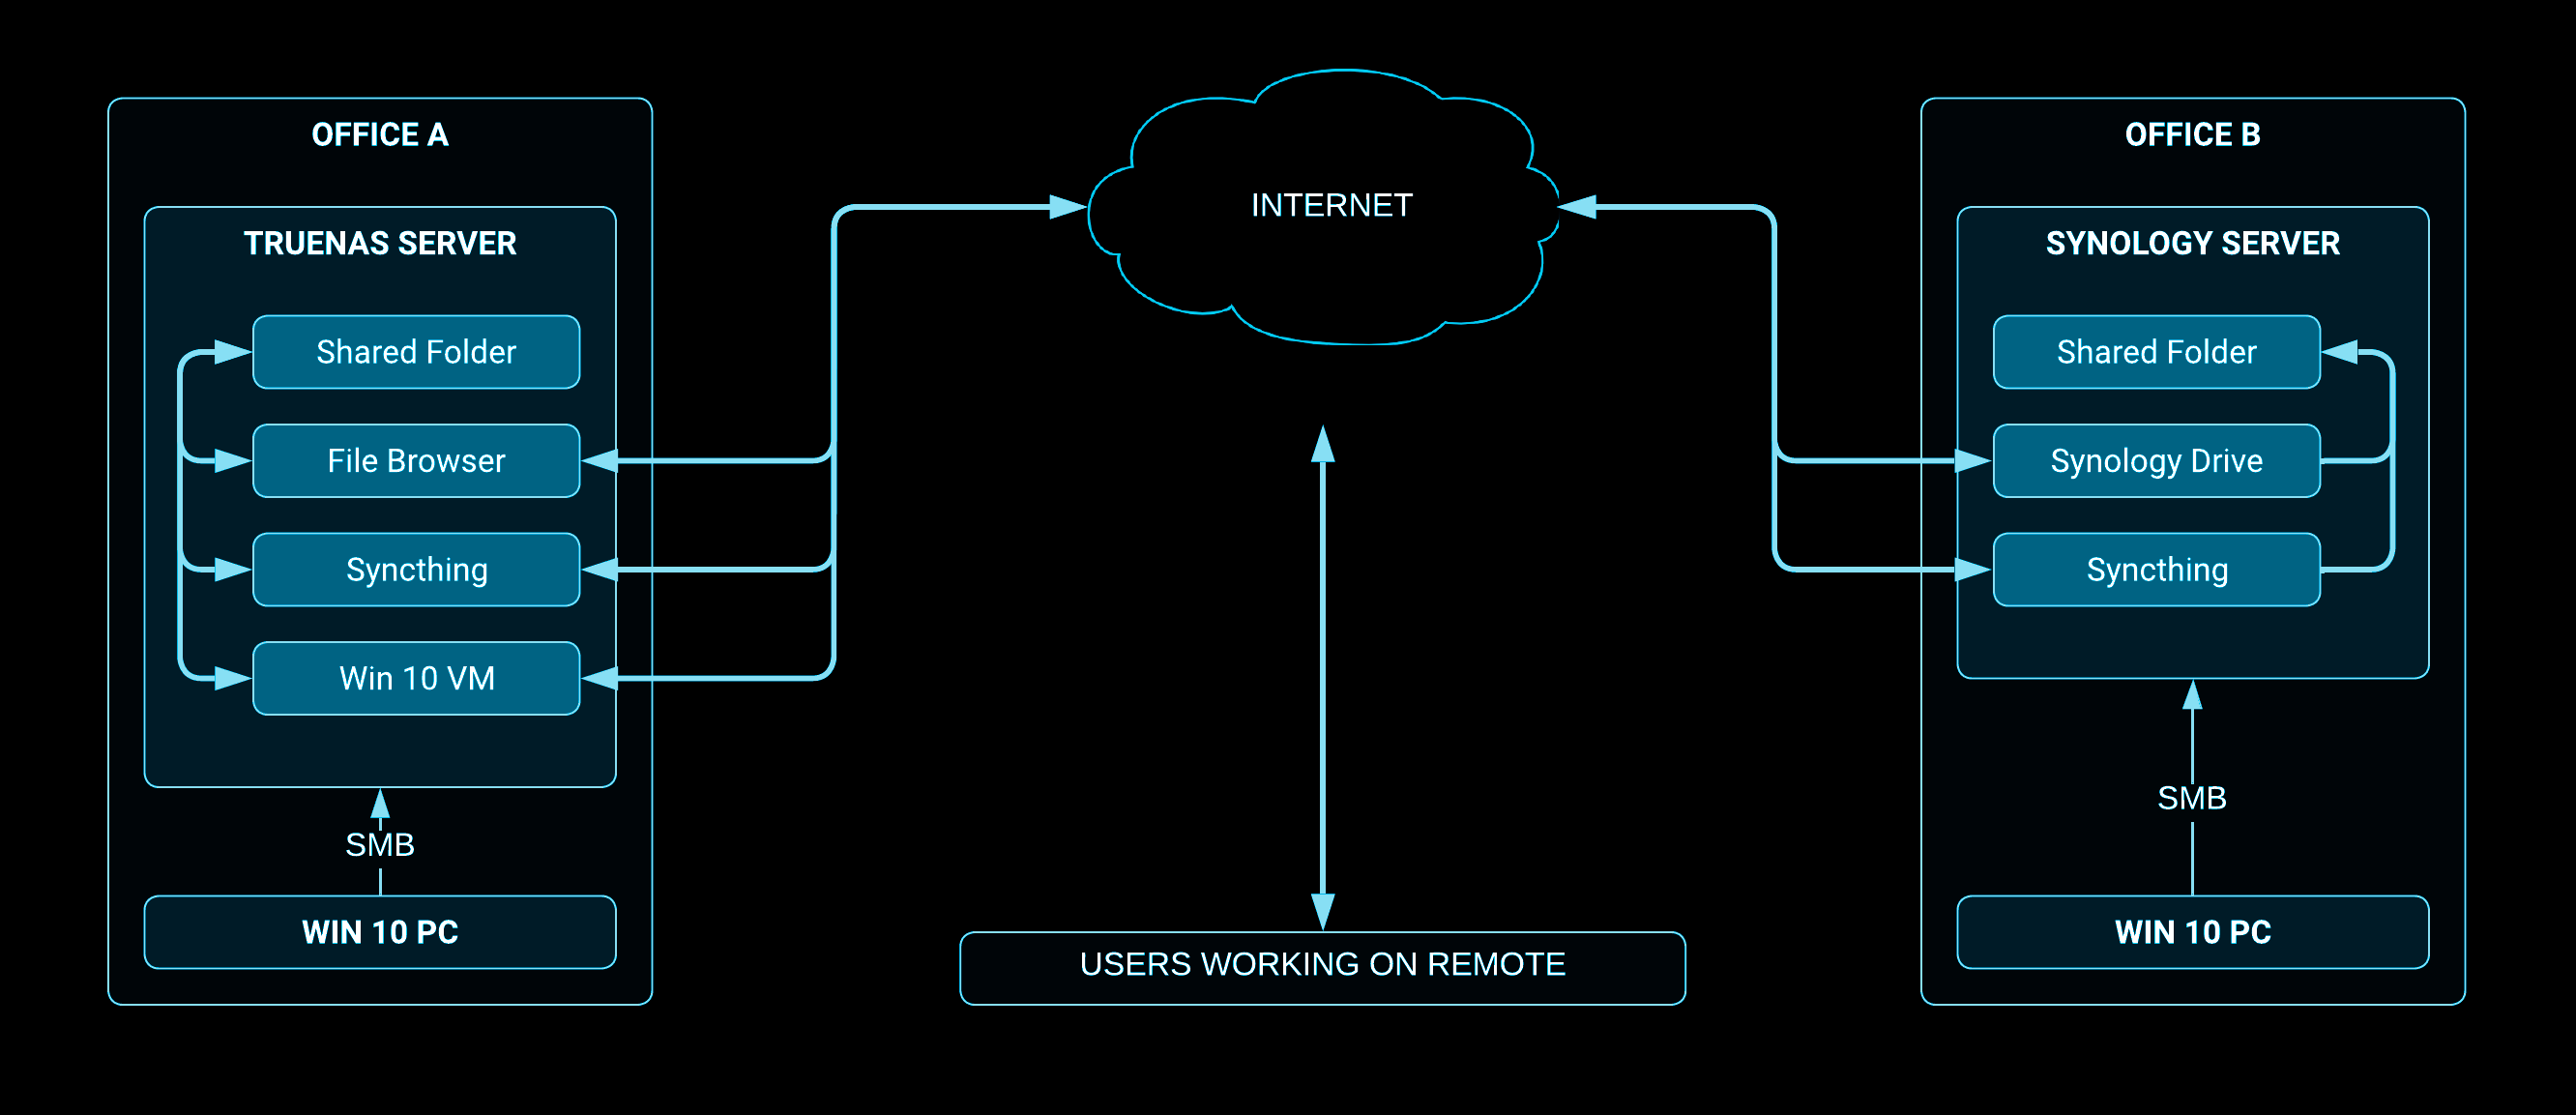 OFFICE A
TRUENAS SERVER
Shared Folder
File Browser
Syncthing
Win 10 VM
SMB
WIN 10 PC
INTERNET
USERS WORKING ON REMOTE
OFFICE B
SYNOLOGY SERVER
Shared Folder
Synology Drive
Syncthing
SMB
WIN 10 PC